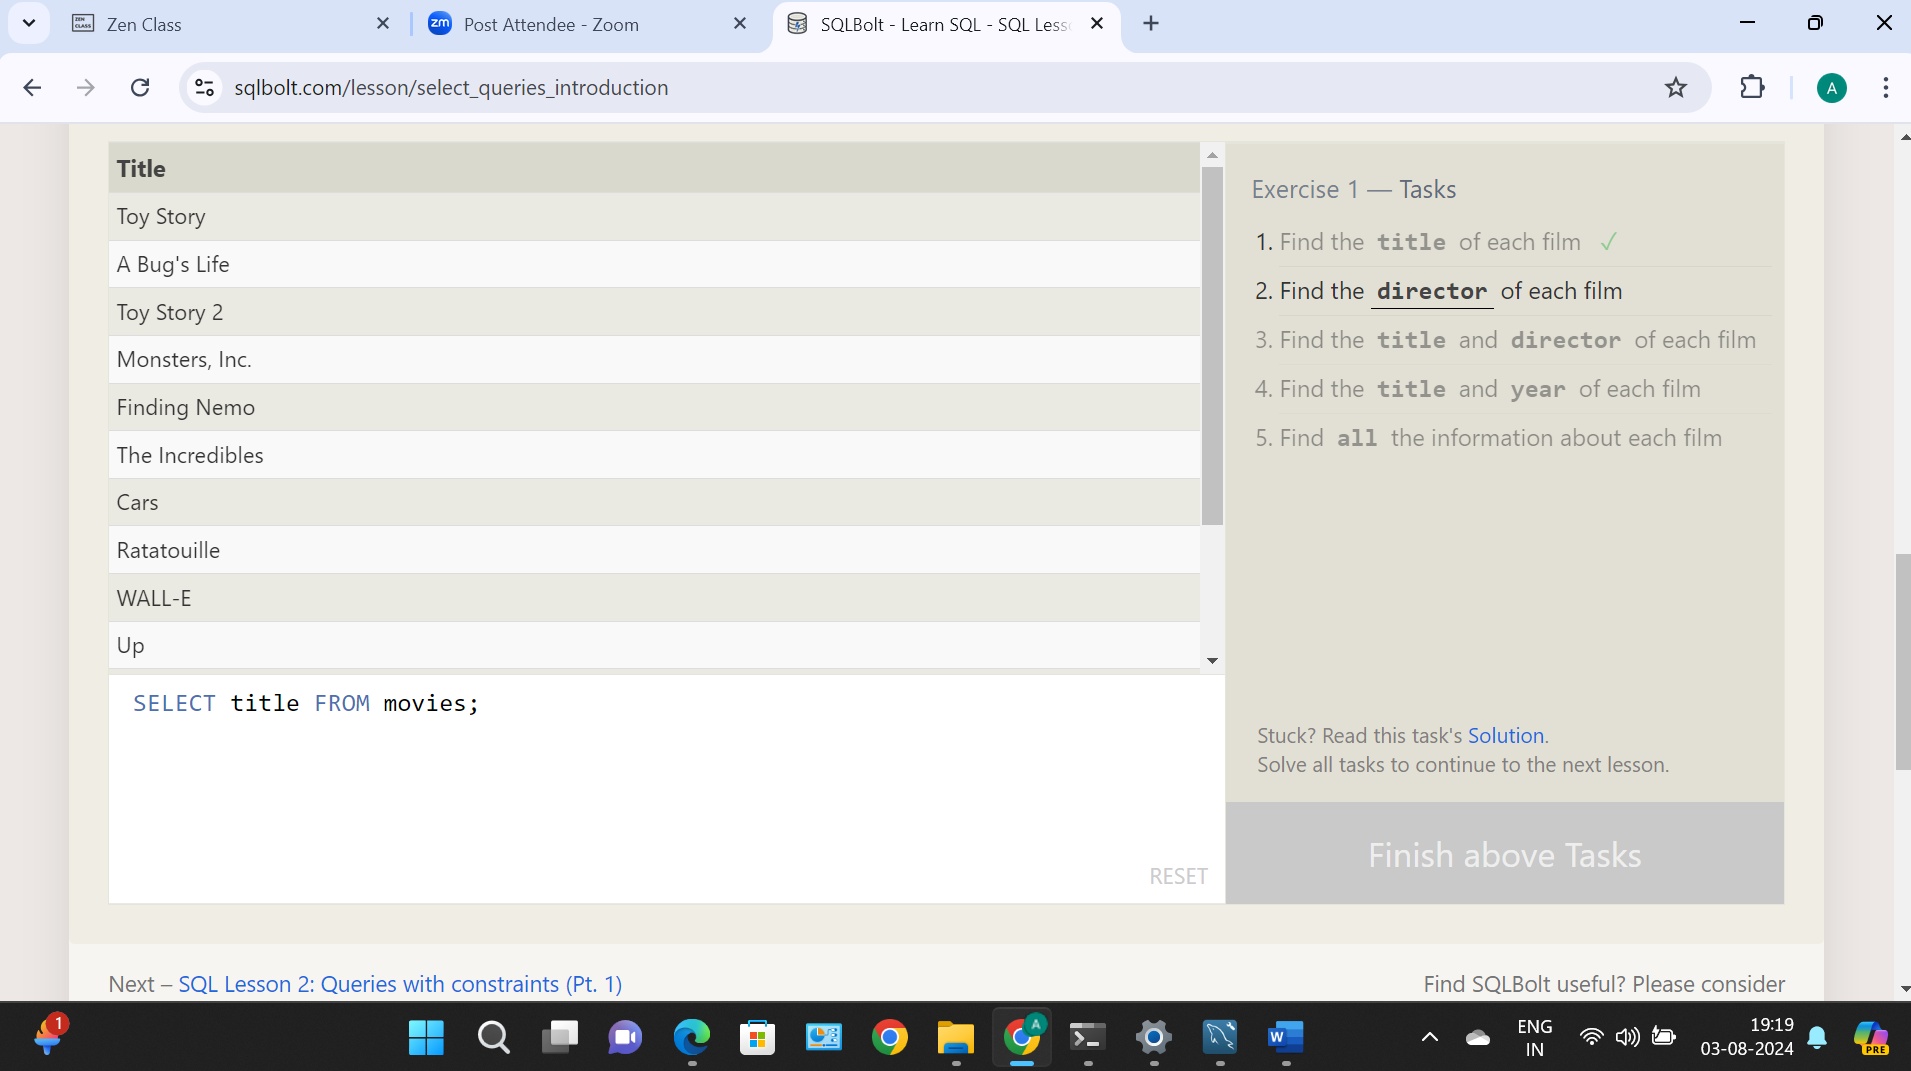 Zen Class
Post Attendee - Zoom
SQLBolt - Learn SQL - SQL Less
sqlbolt.com/lesson/select_queries_introduction
A
Title
Toy Story
A Bug's Life
Toy Story 2
Monsters, Inc.
Finding Nemo
The Incredibles
Cars
Ratatouille
WALL-E
Up
SELECT title FROM movies;
RESET
Exercise 1 — Tasks
1. Find the title of each film ✓
2. Find the director of each film
3. Find the title and director of each film
4. Find the title and year of each film
5. Find all the information about each film
Stuck? Read this task's Solution.
Solve all tasks to continue to the next lesson.
Finish above Tasks
Next – SQL Lesson 2: Queries with constraints (Pt. 1)
Find SQLBolt useful? Please consider
1
A
W
ENG
IN
19:19
03-08-2024
PRE